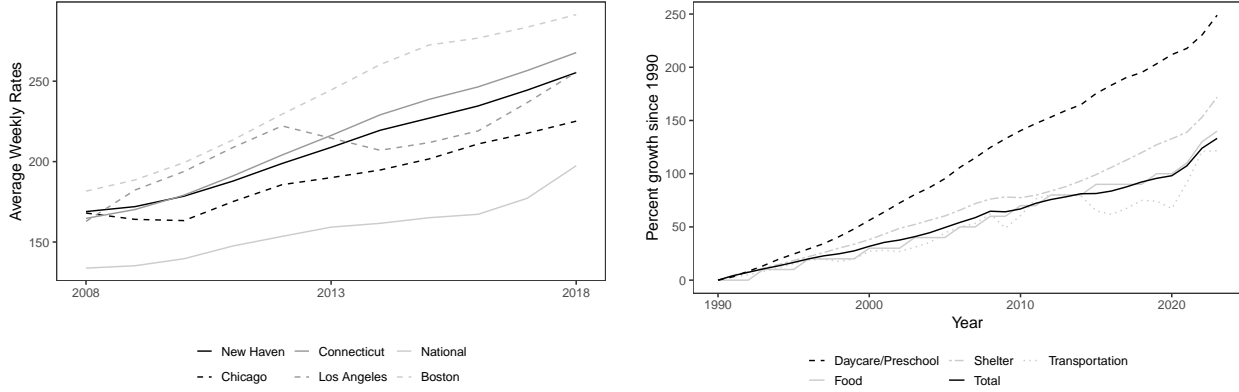 Average Weekly Rates
250
200
150
2008 2013 2018
New Haven Connecticut National
Chicago Los Angeles Boston
Percent growth since 1990
250
200
150
100
50
0
1990 2000 2010 2020
Year
Daycare/Preschool Shelter Transportation
Food Total